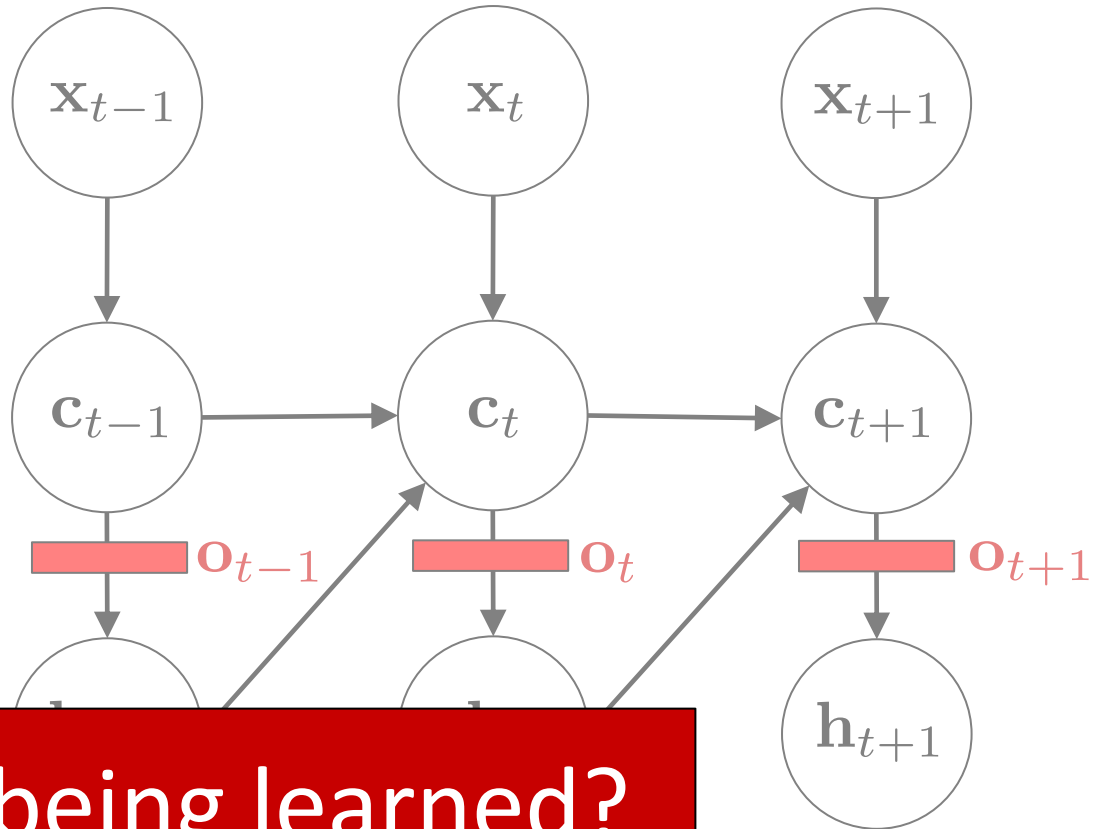 x_{t−1} x_t x_{t+1}
c_{t−1} c_t c_{t+1}
o_{t−1} o_t o_{t+1}
h_{t+1}
being learned?